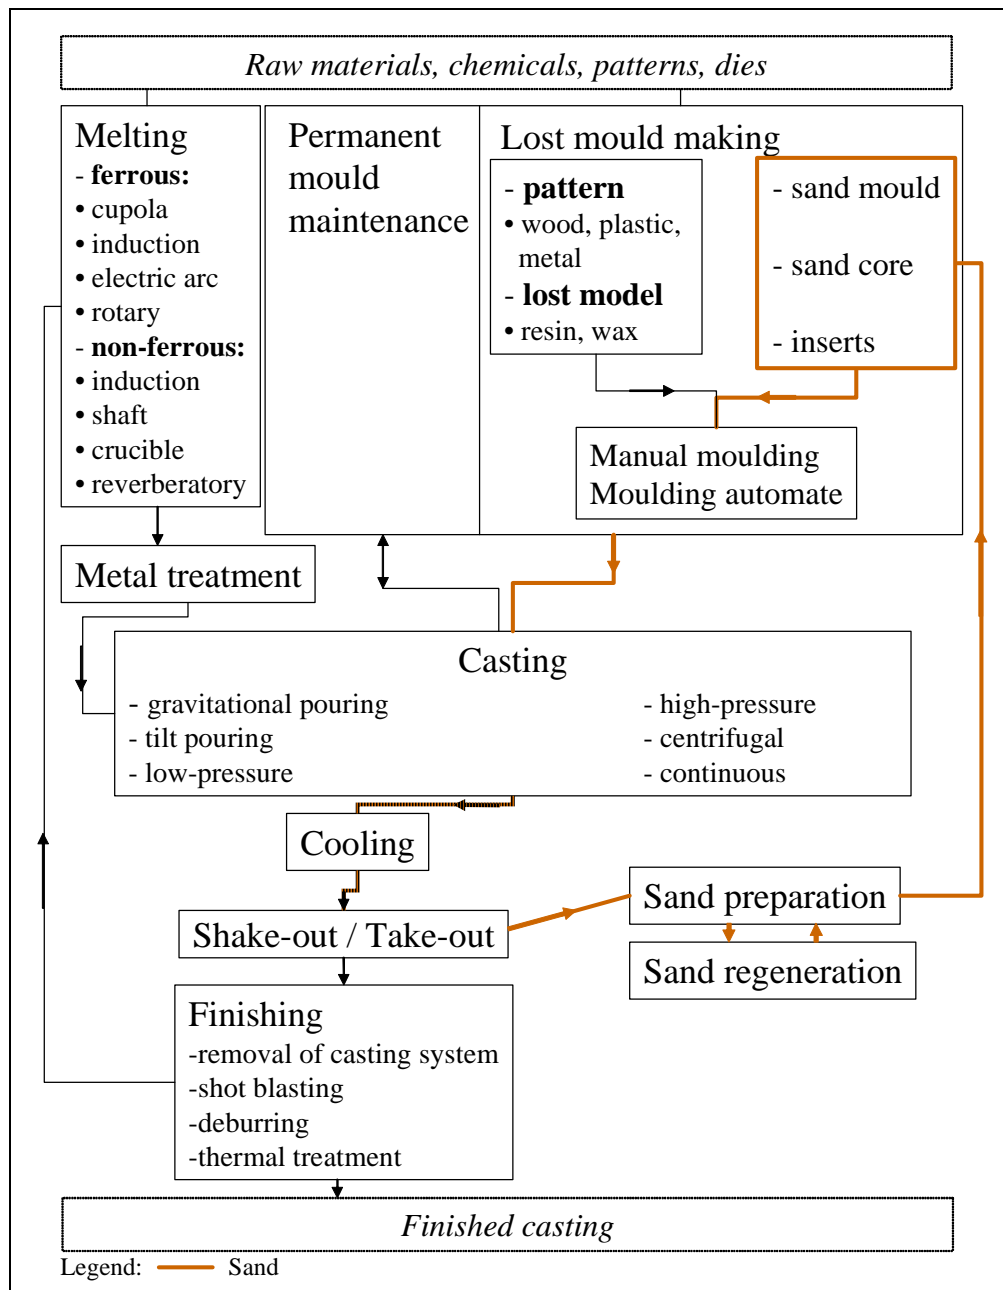 Raw materials, chemicals, patterns, dies
Melting
- ferrous:
• cupola
• induction
• electric arc
• rotary
- non-ferrous:
• induction
• shaft
• crucible
• reverberatory
Permanent
mould
maintenance
Lost mould making
- pattern
• wood, plastic,
metal
- lost model
• resin, wax
- sand mould
- sand core
- inserts
Manual moulding
Moulding automate
Metal treatment
Casting
- gravitational pouring
- tilt pouring
- low-pressure
- high-pressure
- centrifugal
- continuous
Cooling
Shake-out / Take-out
Sand preparation
Sand regeneration
Finishing
-removal of casting system
-shot blasting
-deburring
-thermal treatment
Finished casting
Legend: Sand